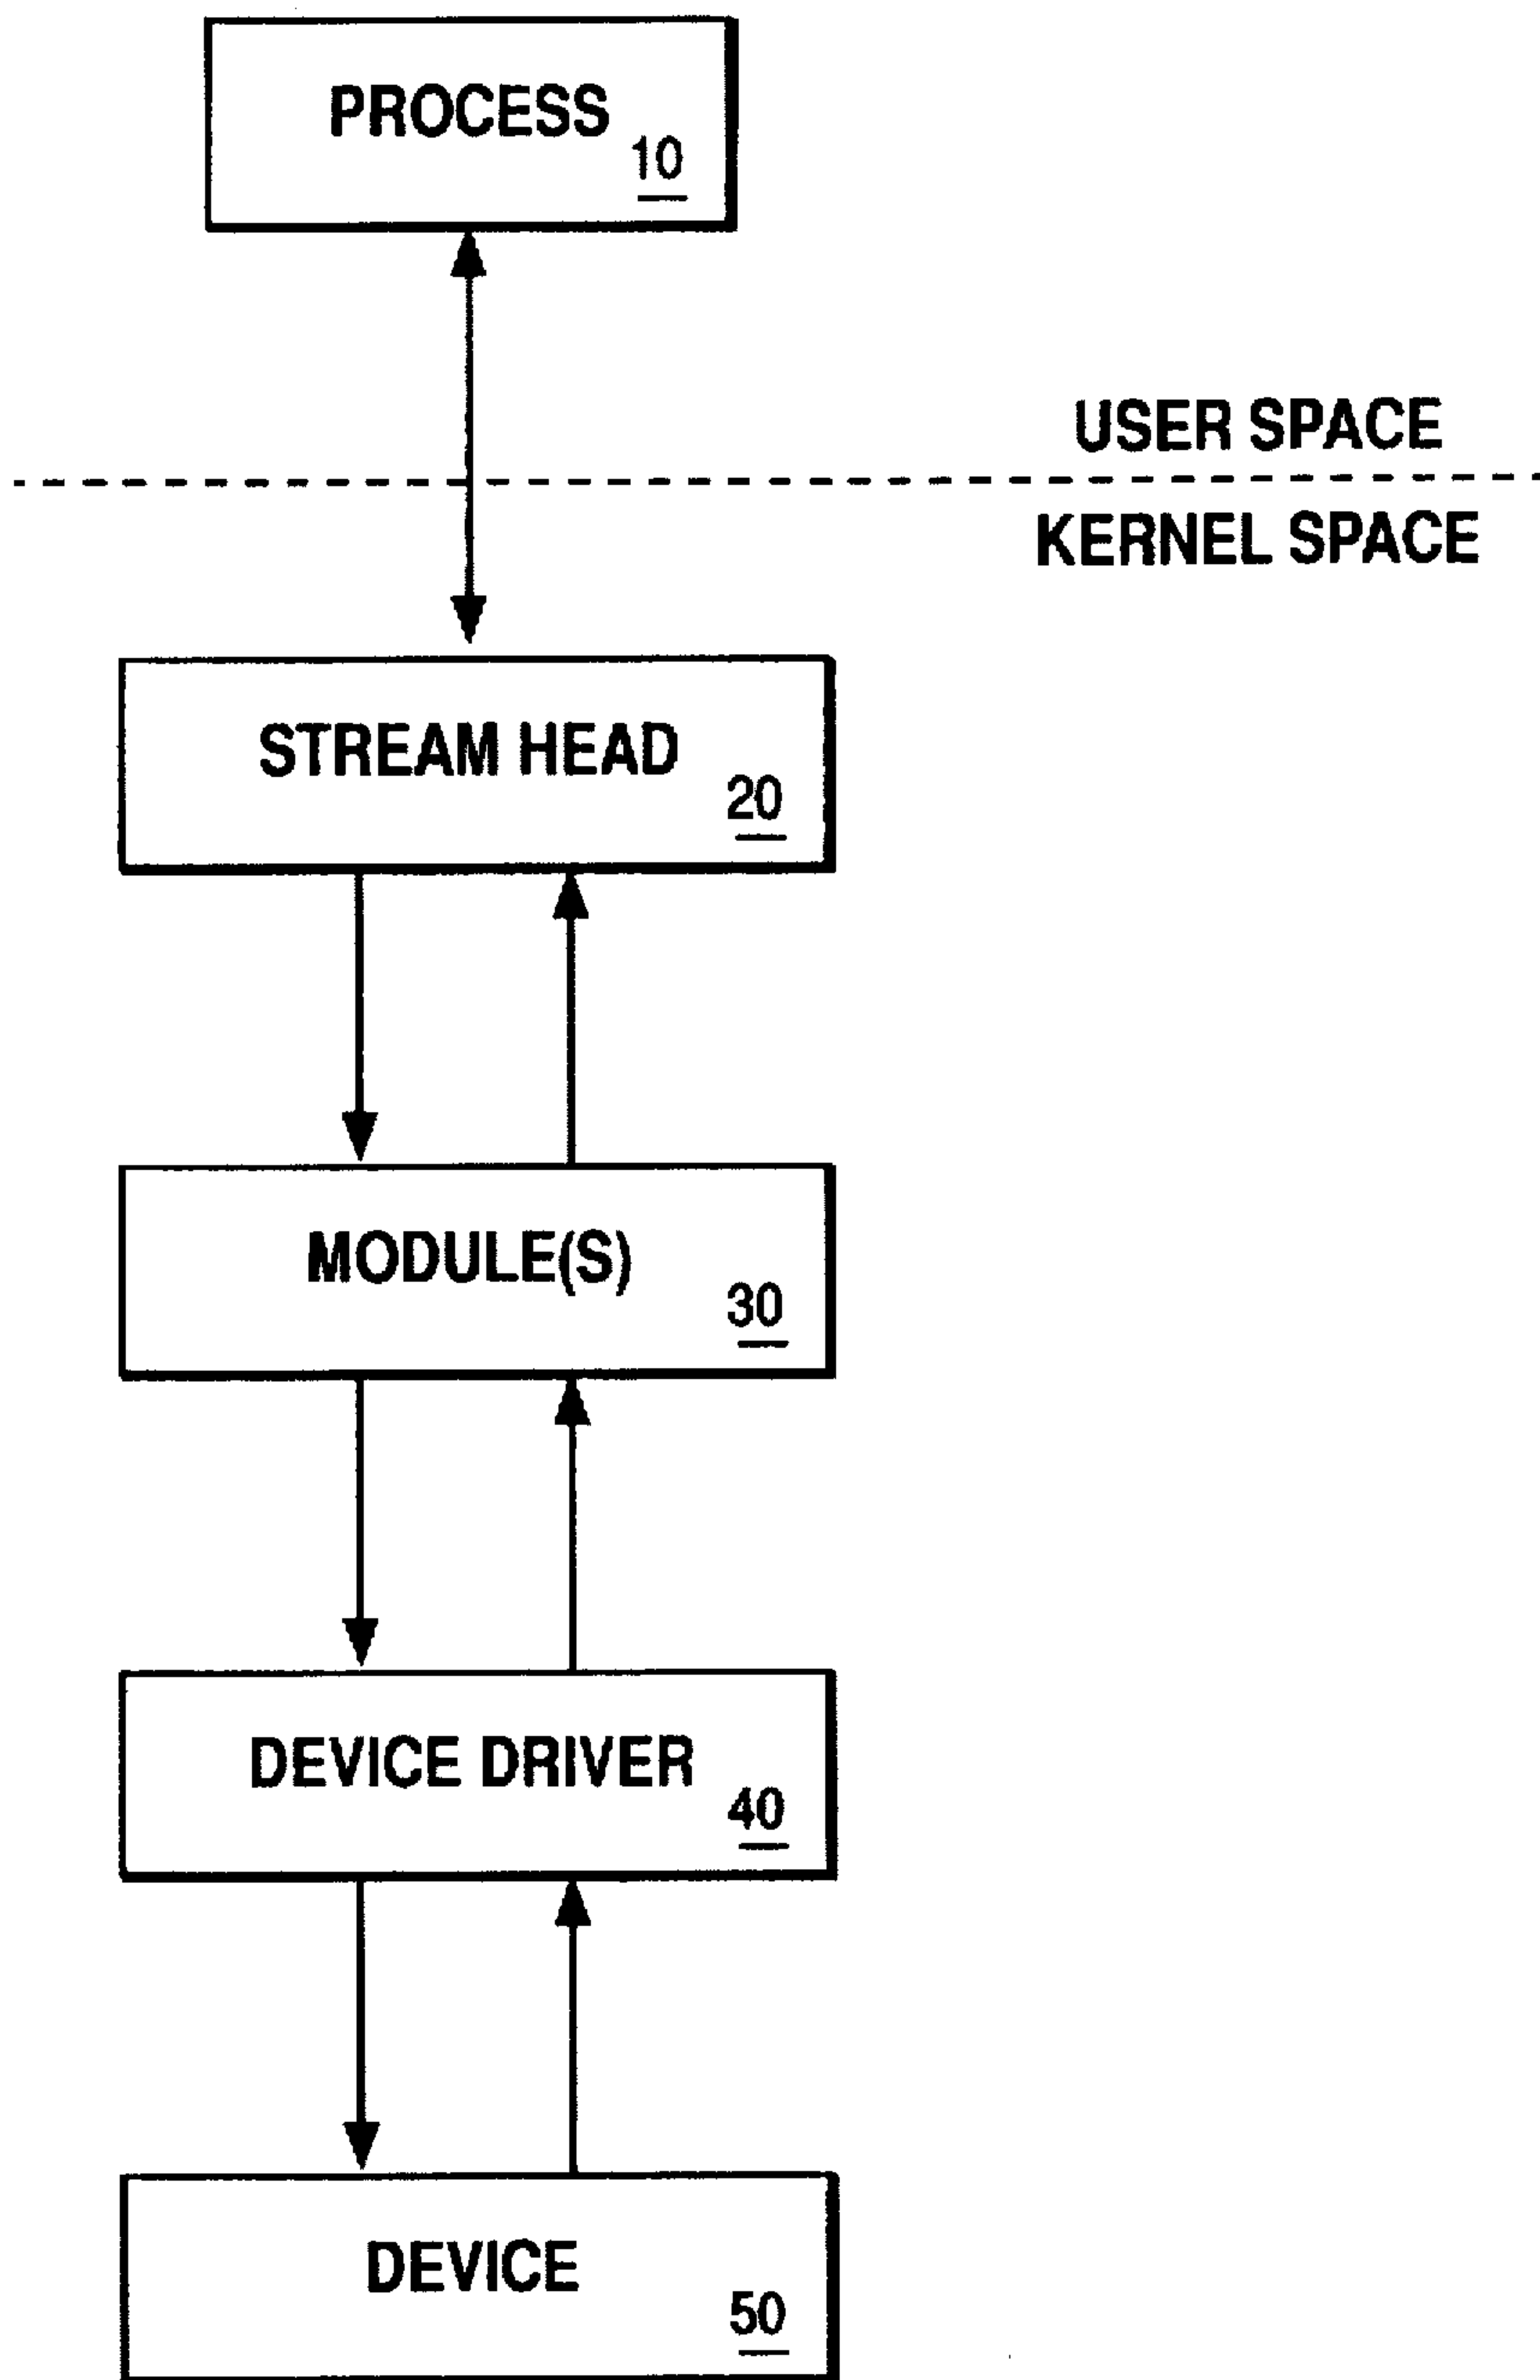 PROCESS
10
USER SPACE
KERNEL SPACE
STREAM HEAD
20
MODULE(S)
30
DEVICE DRIVER
40
DEVICE
50